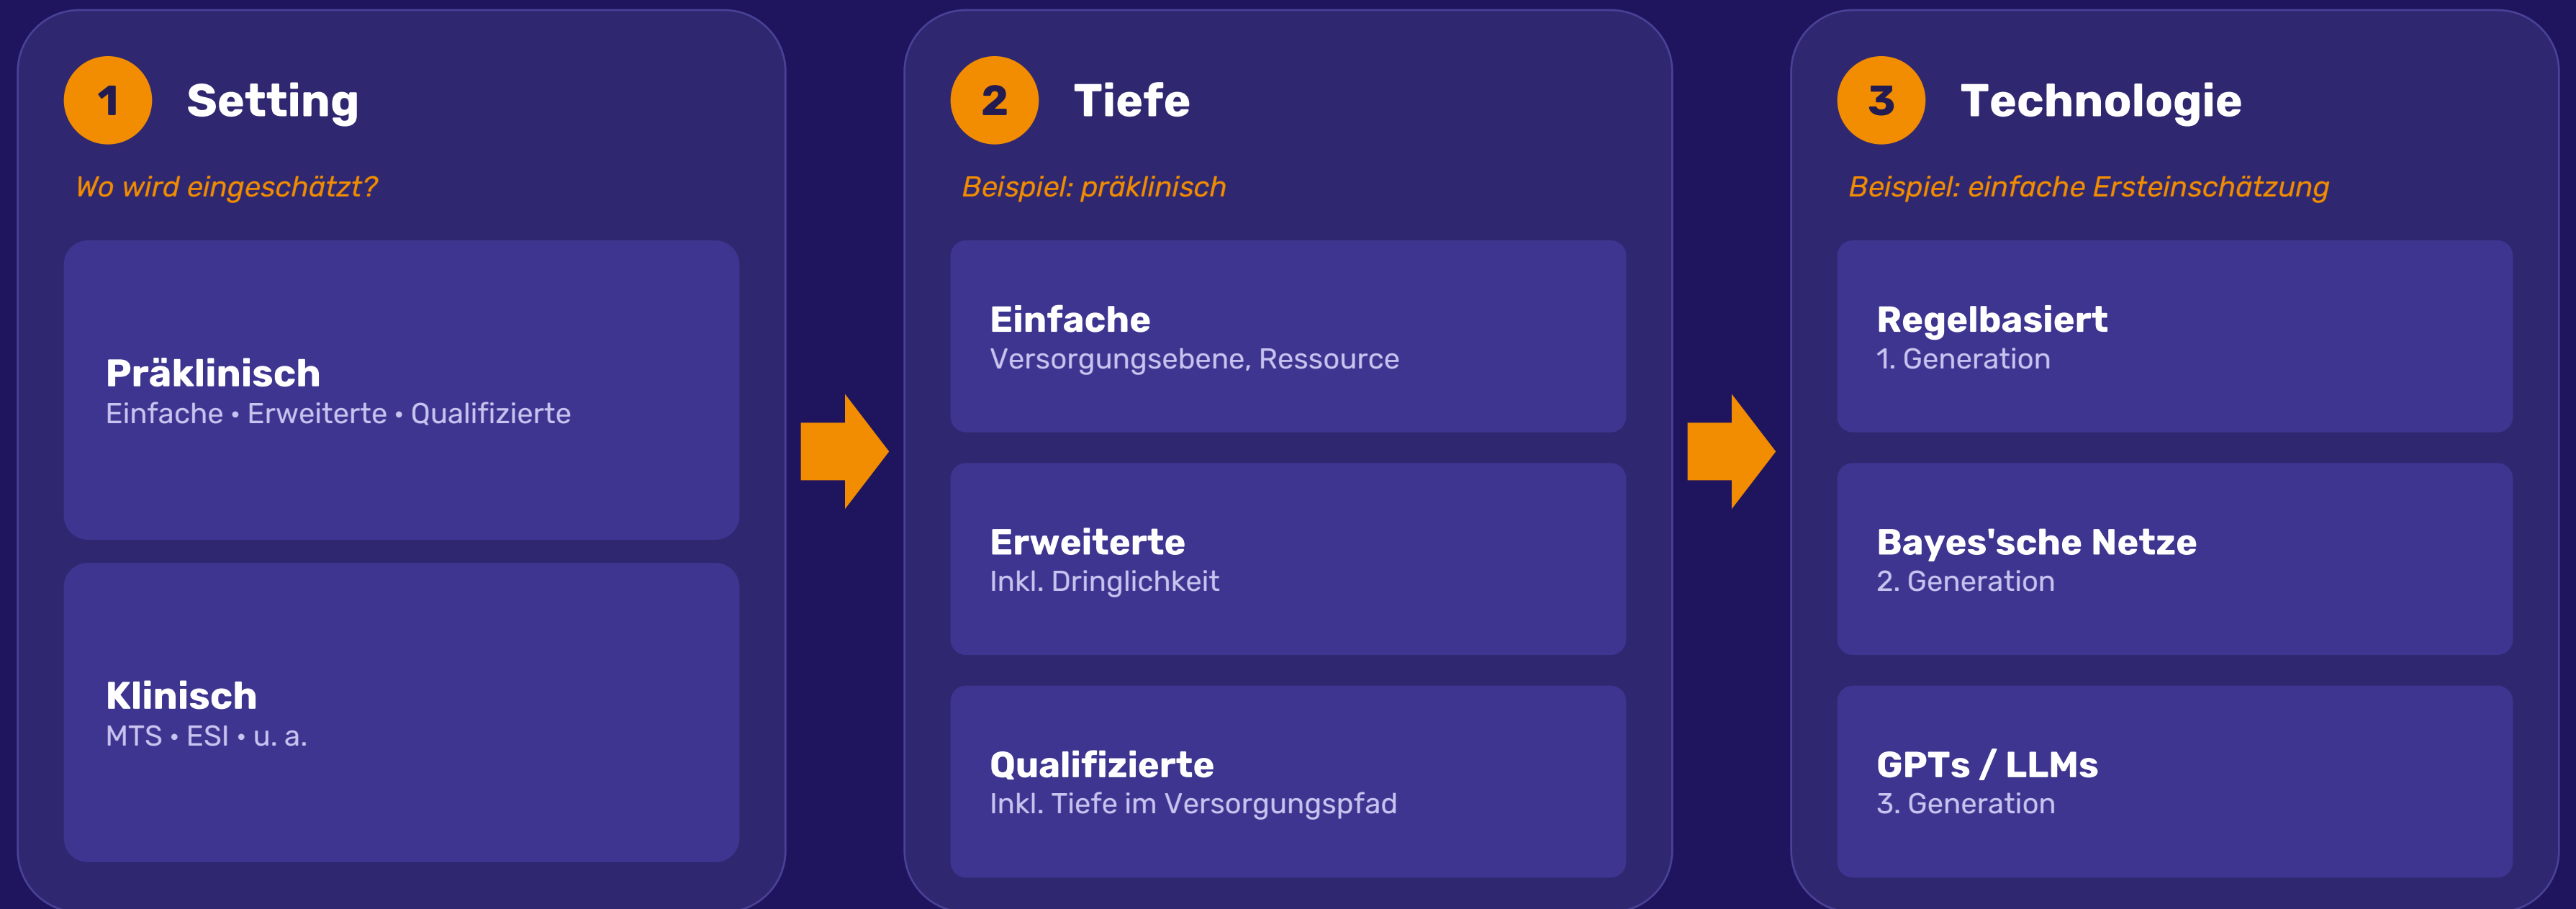 1
Setting
Wo wird eingeschätzt?
Präklinisch
Einfache • Erweiterte • Qualifizierte
Klinisch
MTS • ESI • u. a.
2
Tiefe
Beispiel: präklinisch
Einfache
Versorgungsebene, Ressource
Erweiterte
Inkl. Dringlichkeit
Qualifizierte
Inkl. Tiefe im Versorgungspfad
3
Technologie
Beispiel: einfache Ersteinschätzung
Regelbasiert
1. Generation
Bayes'sche Netze
2. Generation
GPTs / LLMs
3. Generation